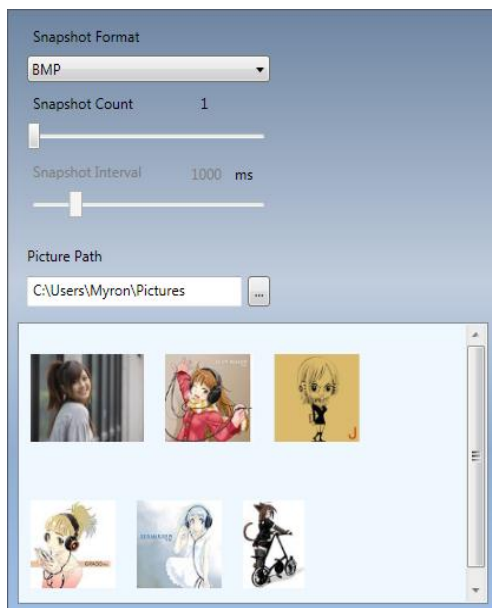 Snapshot Format
BMP
Snapshot Count 1
Snapshot Interval 1000 ms
Picture Path
C:\Users\Myron\Pictures ...
J